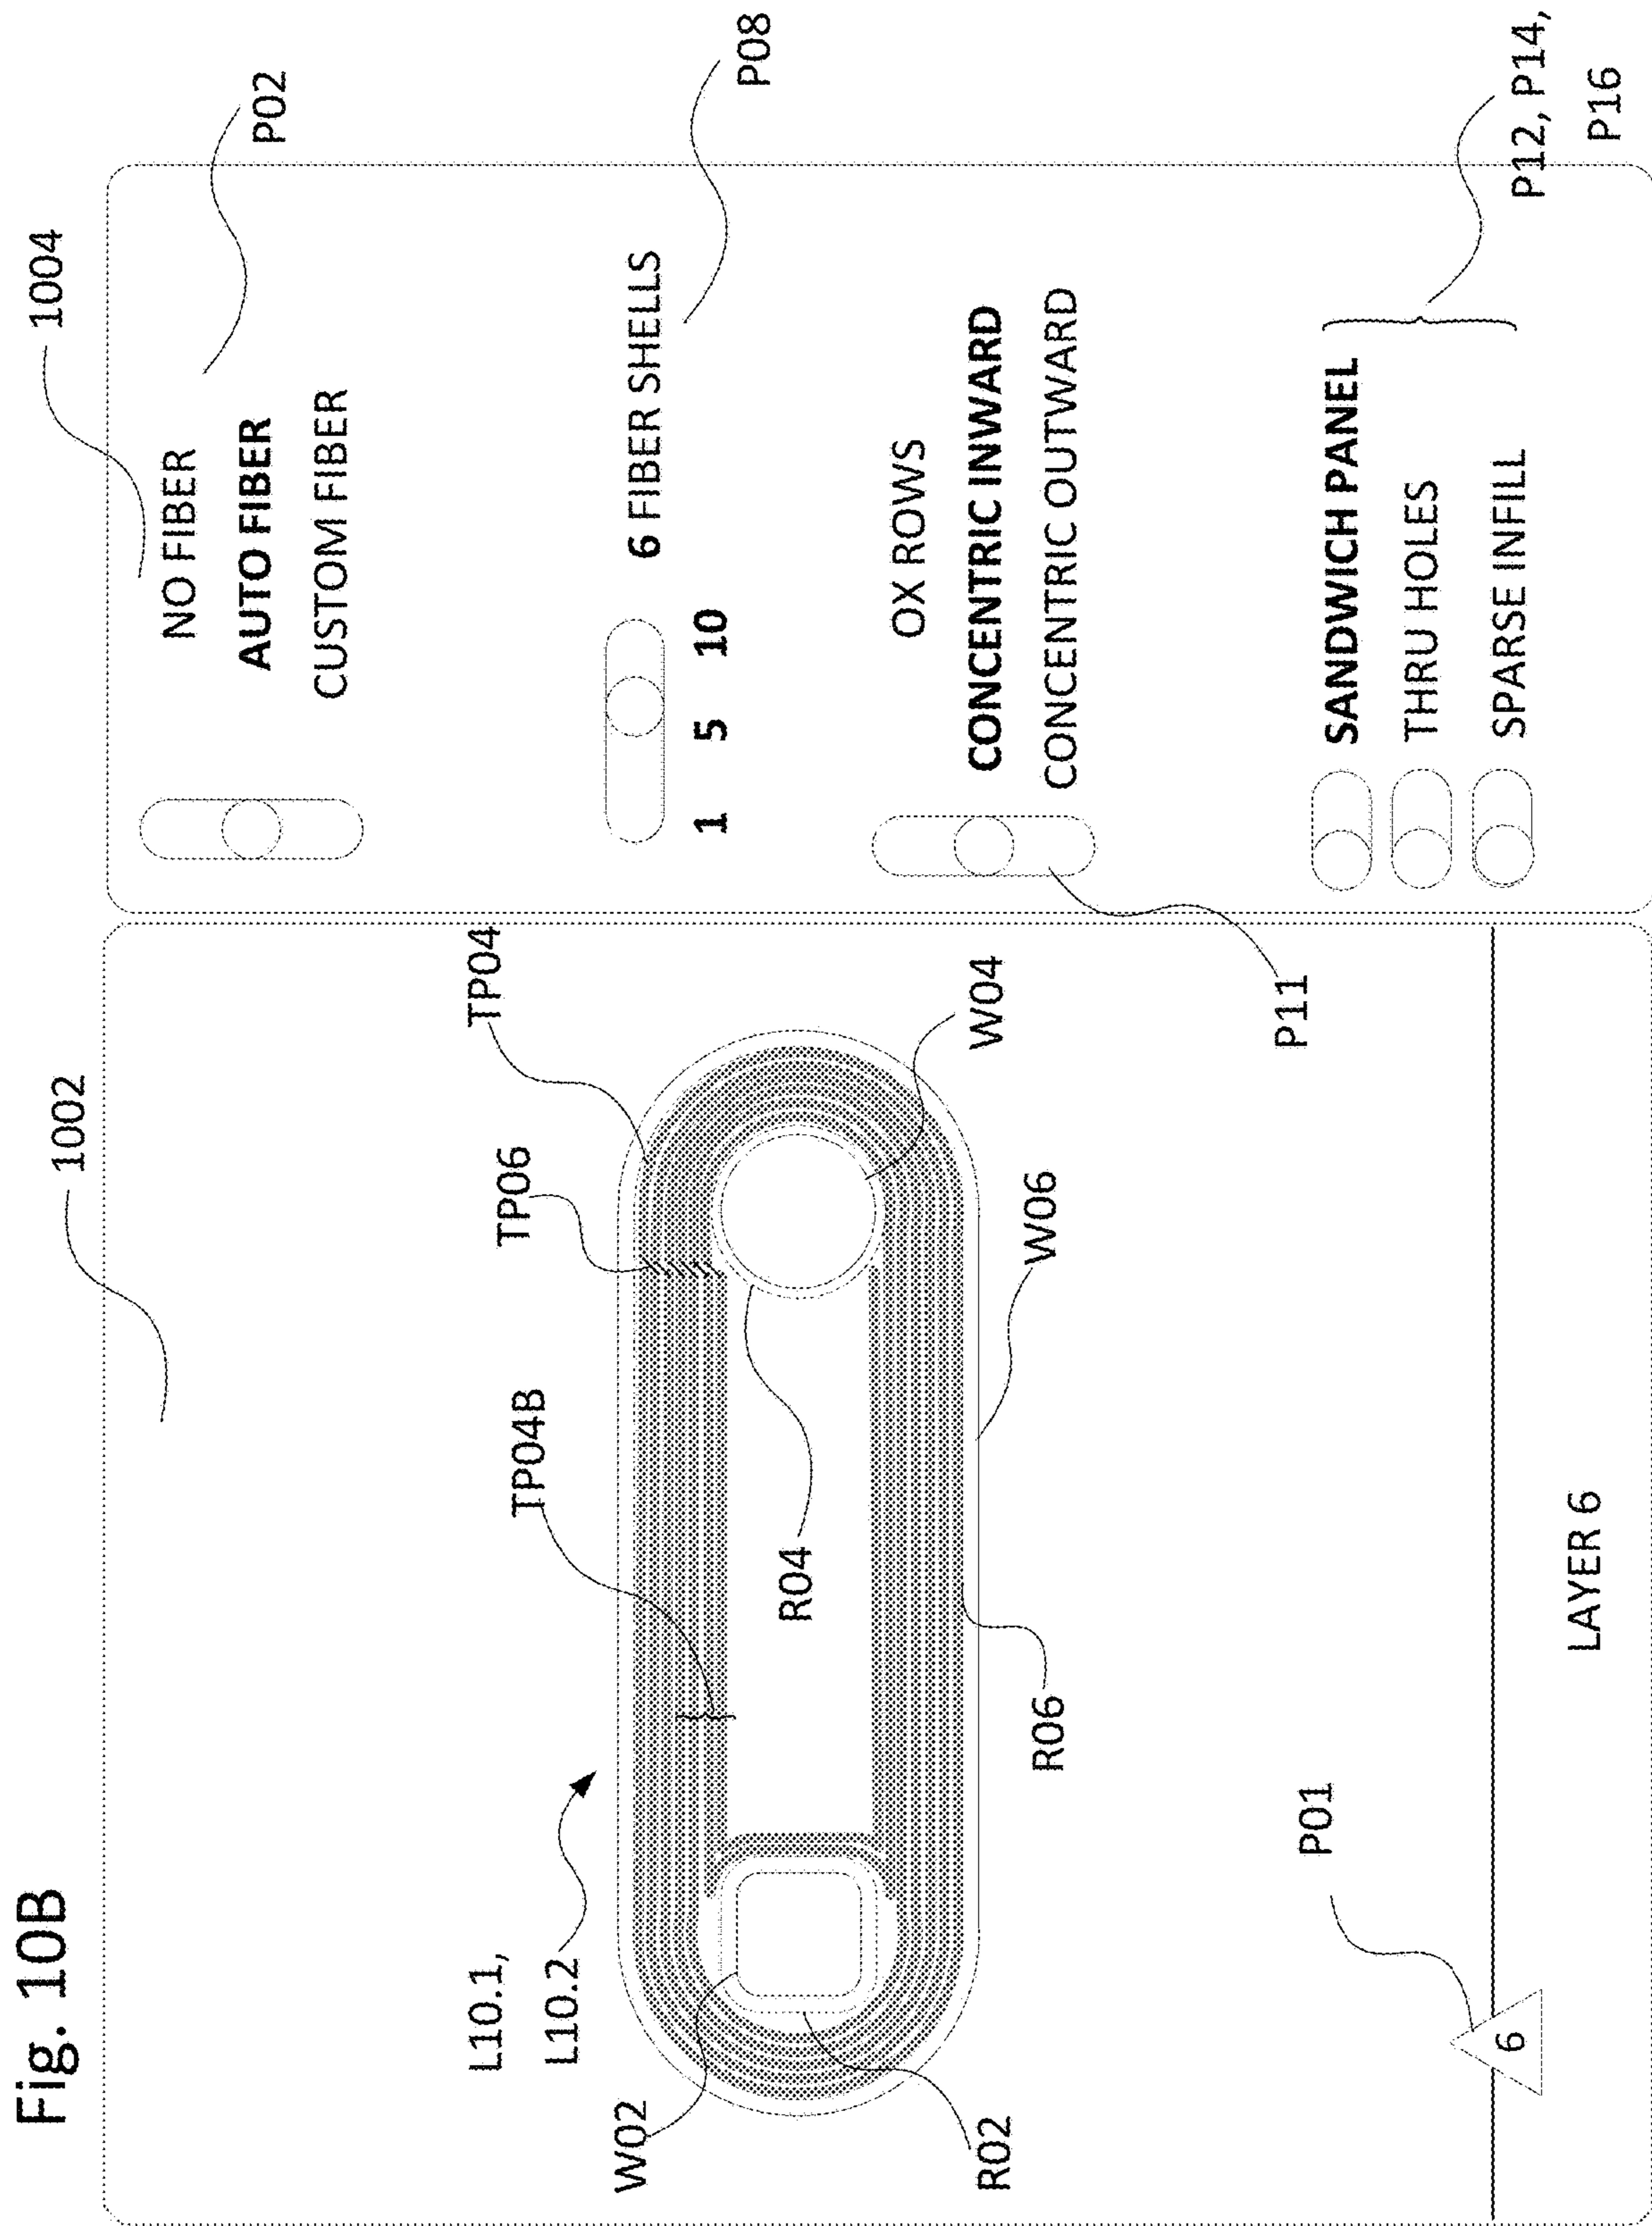 Fig. 10B
1002
1004
L10.1,
L10.2
TP04B
TP06
TP04
W02
R02
R04
W04
R06
W06
P01
6
LAYER 6
P11
NO FIBER
AUTO FIBER
CUSTOM FIBER
P02
6 FIBER SHELLS
1 5 10
P08
OX ROWS
CONCENTRIC INWARD
CONCENTRIC OUTWARD
SANDWICH PANEL
THRU HOLES
SPARSE INFILL
P12, P14,
P16